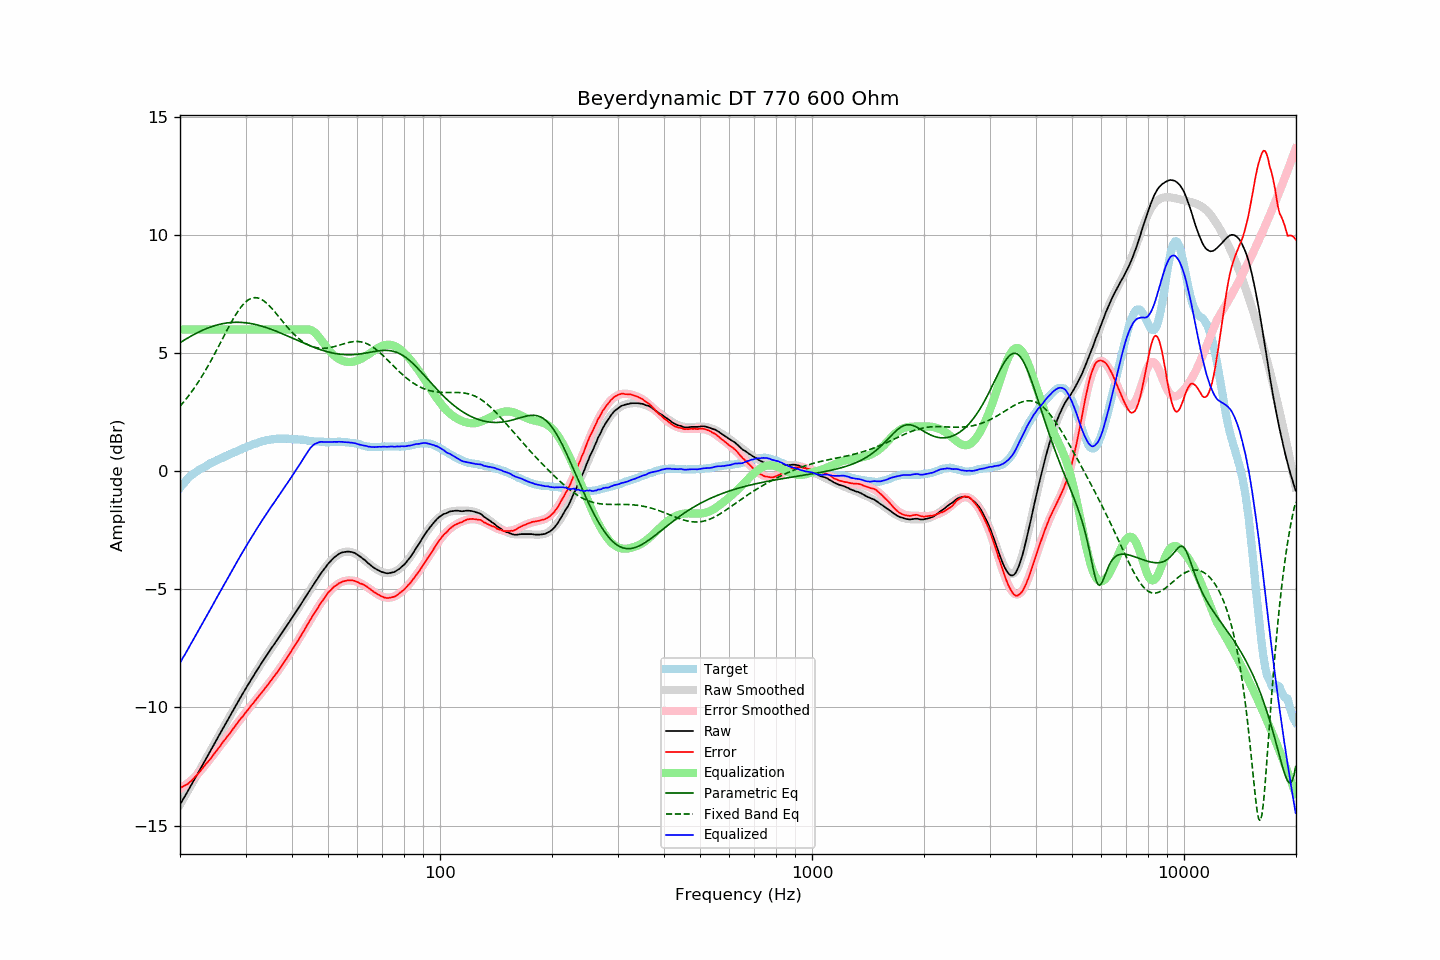 Beyerdynamic DT 770 600 Ohm
Amplitude (dBr)
15
10
5
0
−5
−10
−15
Target
Raw Smoothed
Error Smoothed
Raw
Error
Equalization
Parametric Eq
Fixed Band Eq
Equalized
100
1000
10000
Frequency (Hz)